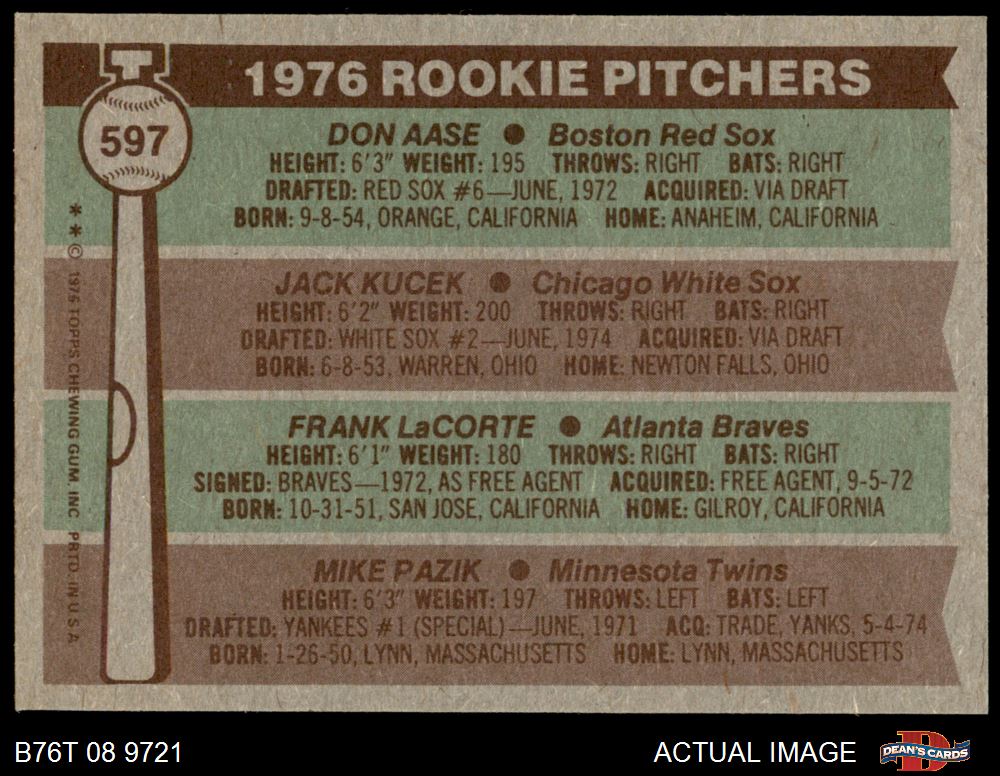 1976 ROOKIE PITCHERS
597
DON AASE ● Boston Red Sox
HEIGHT: 6'3" WEIGHT: 195 THROWS: RIGHT BATS: RIGHT
DRAFTED: RED SOX #6—JUNE, 1972 ACQUIRED: VIA DRAFT
BORN: 9-8-54, ORANGE, CALIFORNIA HOME: ANAHEIM, CALIFORNIA
JACK KUCEK ● Chicago White Sox
HEIGHT: 6'2" WEIGHT: 200 THROWS: RIGHT BATS: RIGHT
DRAFTED: WHITE SOX #2—JUNE, 1974 ACQUIRED: VIA DRAFT
BORN: 6-8-53, WARREN, OHIO HOME: NEWTON FALLS, OHIO
FRANK LaCORTE ● Atlanta Braves
HEIGHT: 6'1" WEIGHT: 180 THROWS: RIGHT BATS: RIGHT
SIGNED: BRAVES—1972, AS FREE AGENT ACQUIRED: FREE AGENT, 9-5-72
BORN: 10-31-51, SAN JOSE, CALIFORNIA HOME: GILROY, CALIFORNIA
MIKE PAZIK ● Minnesota Twins
HEIGHT: 6'3" WEIGHT: 197 THROWS: LEFT BATS: LEFT
DRAFTED: YANKEES #1 (SPECIAL)—JUNE, 1971 ACQ: TRADE, YANKS, 5-4-74
BORN: 1-26-50, LYNN, MASSACHUSETTS HOME: LYNN, MASSACHUSETTS
* * © 1976 TOPPS CHEWING GUM, INC. PRTD. IN U.S.A.
B76T 08 9721
ACTUAL IMAGE
DEAN'S CARDS